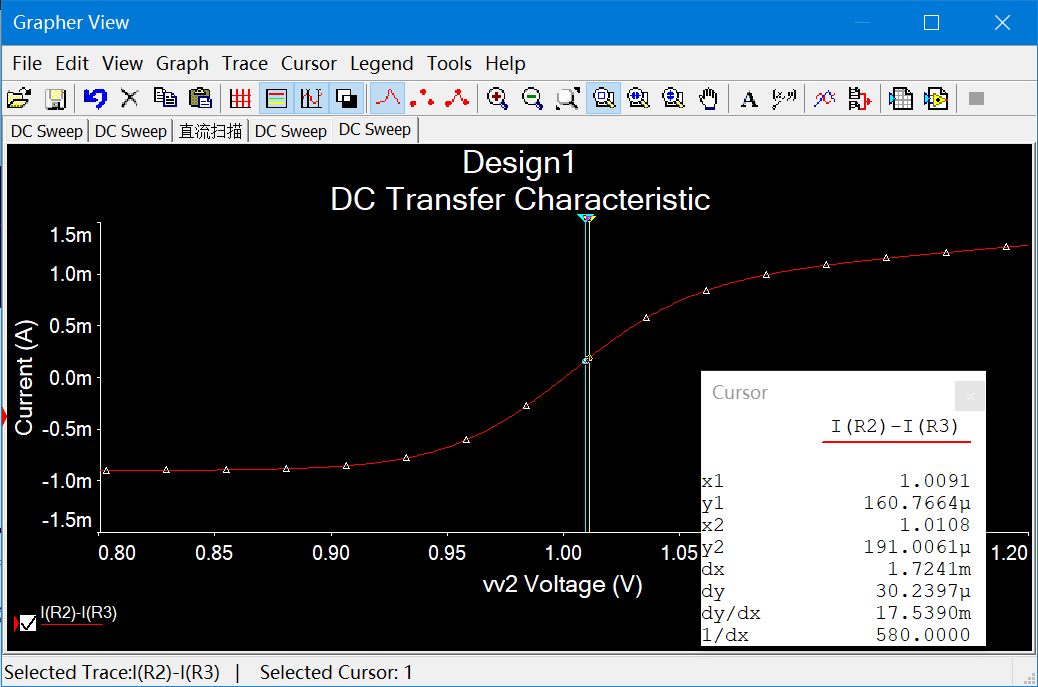 Grapher View
File Edit View Graph Trace Cursor Legend Tools Help
A (x,y)
DC Sweep DC Sweep 直流扫描 DC Sweep DC Sweep
Design1
DC Transfer Characteristic
1.5m
1.0m
0.5m
0.0m
-0.5m
-1.0m
-1.5m
Current (A)
0.80 0.85 0.90 0.95 1.00 1.05 1.20
vv2 Voltage (V)
Cursor
I(R2)-I(R3)
x1 1.0091
y1 160.7664µ
x2 1.0108
y2 191.0061µ
dx 1.7241m
dy 30.2397µ
dy/dx 17.5390m
1/dx 580.0000
I(R2)-I(R3)
Selected Trace:I(R2)-I(R3) | Selected Cursor: 1